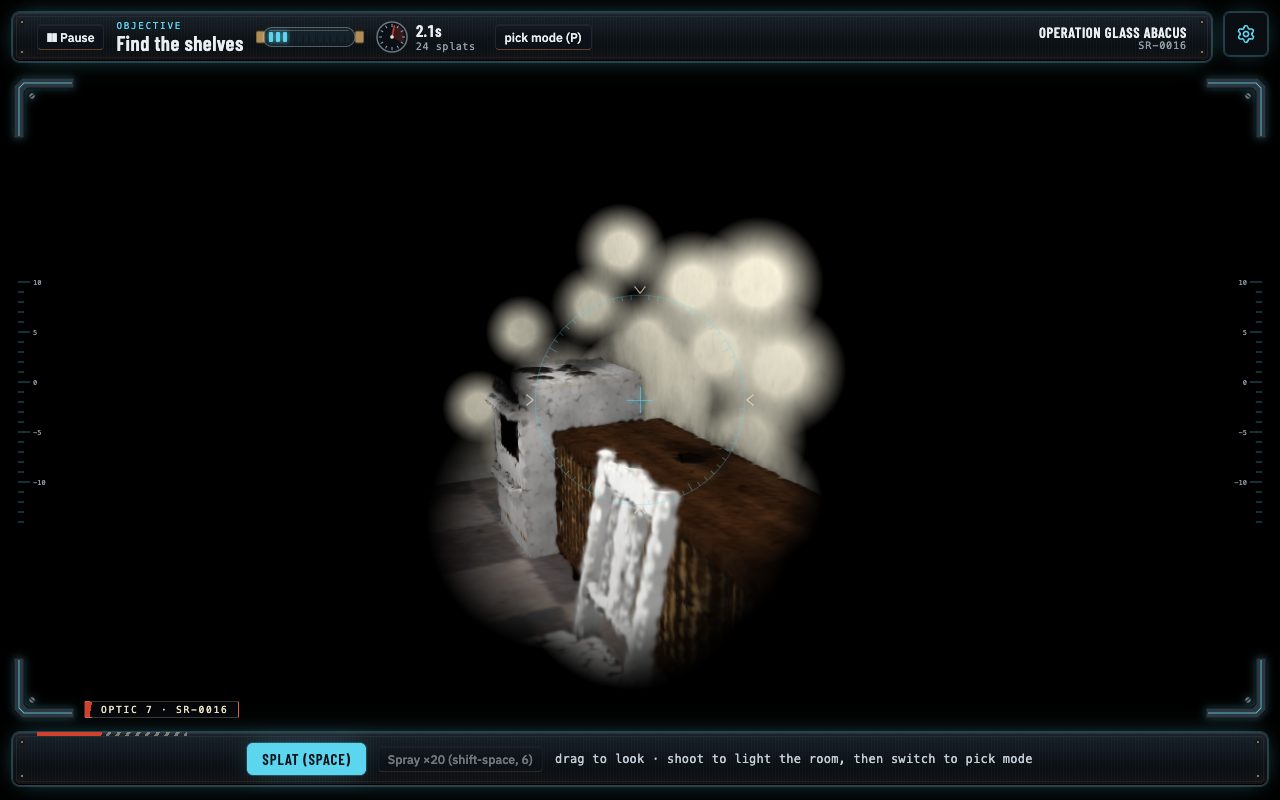 Pause
OBJECTIVE
Find the shelves
2.1s
24 splats
pick mode (P)
OPERATION GLASS ABACUS
SR-0016
10
5
0
-5
-10
10
5
0
-5
-10
OPTIC 7 · SR-0016
SPLAT (SPACE)
Spray ×20 (shift-space, 6)
drag to look · shoot to light the room, then switch to pick mode